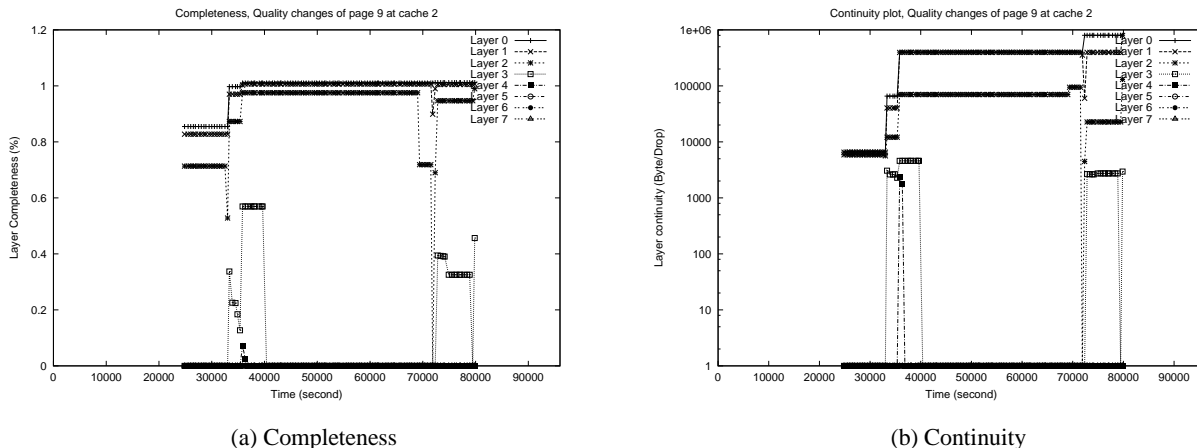 Completeness, Quality changes of page 9 at cache 2
Layer Completeness (%)
1.2
1
0.8
0.6
0.4
0.2
0
0 10000 20000 30000 40000 50000 60000 70000 80000 90000
Time (second)
Layer 0
Layer 1
Layer 2
Layer 3
Layer 4
Layer 5
Layer 6
Layer 7
(a) Completeness
Continuity plot, Quality changes of page 9 at cache 2
Layer continuity (Byte/Drop)
1e+06
100000
10000
1000
100
10
1
0 10000 20000 30000 40000 50000 60000 70000 80000 90000
Time (second)
Layer 0
Layer 1
Layer 2
Layer 3
Layer 4
Layer 5
Layer 6
Layer 7
(b) Continuity